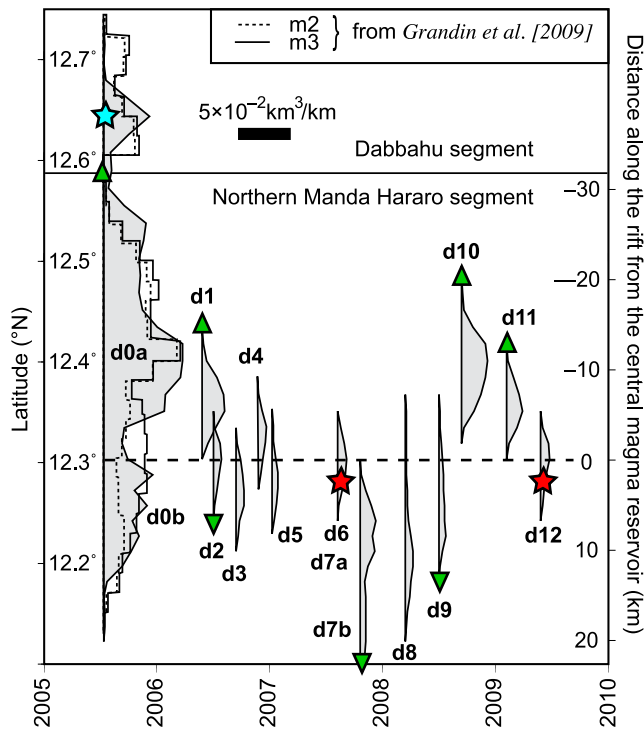 m2
m3
} from Grandin et al. [2009]
5×10⁻²km³/km
Dabbahu segment
Northern Manda Hararo segment
12.7°
12.6°
12.5°
12.4°
12.3°
12.2°
Latitude (°N)
−30
−20
−10
0
10
20
Distance along the rift from the central magma reservoir (km)
d10
d1
d11
d4
d0a
d0b
d2
d3
d5
d6
d7a
d12
d9
d7b
d8
2005
2006
2007
2008
2009
2010